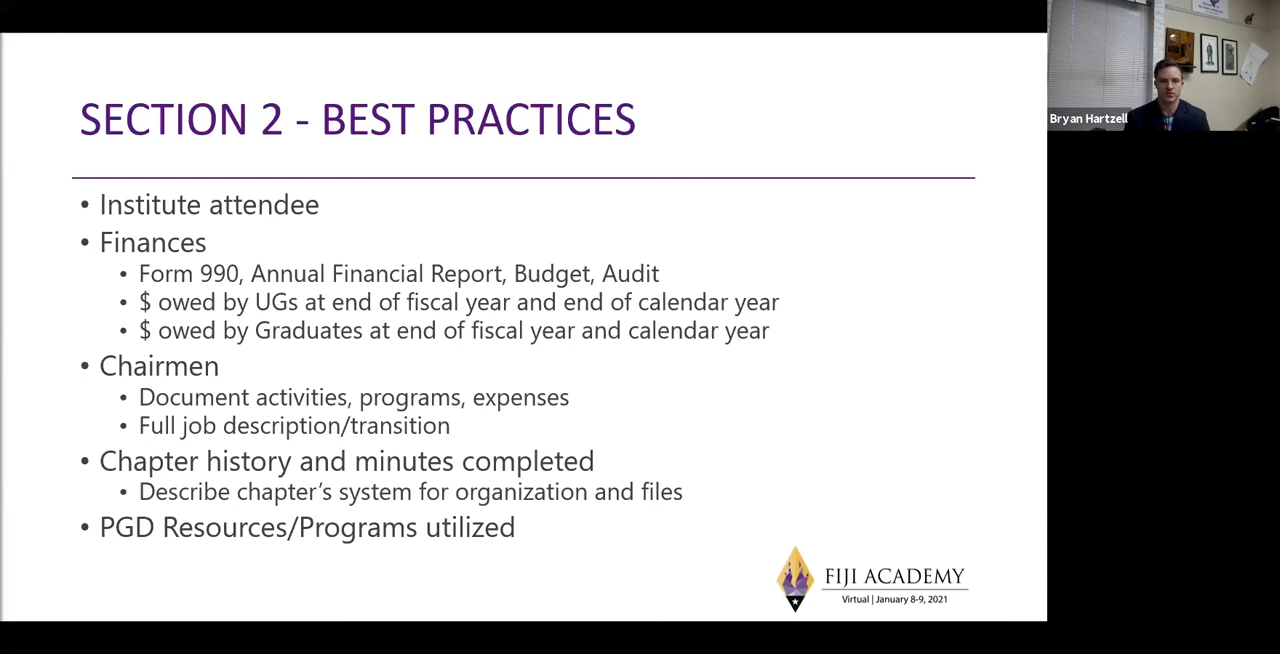 SECTION 2 - BEST PRACTICES
• Institute attendee
• Finances
• Form 990, Annual Financial Report, Budget, Audit
• $ owed by UGs at end of fiscal year and end of calendar year
• $ owed by Graduates at end of fiscal year and calendar year
• Chairmen
• Document activities, programs, expenses
• Full job description/transition
• Chapter history and minutes completed
• Describe chapter’s system for organization and files
• PGD Resources/Programs utilized
FIJI ACADEMY
Virtual | January 8-9, 2021
Bryan Hartzell